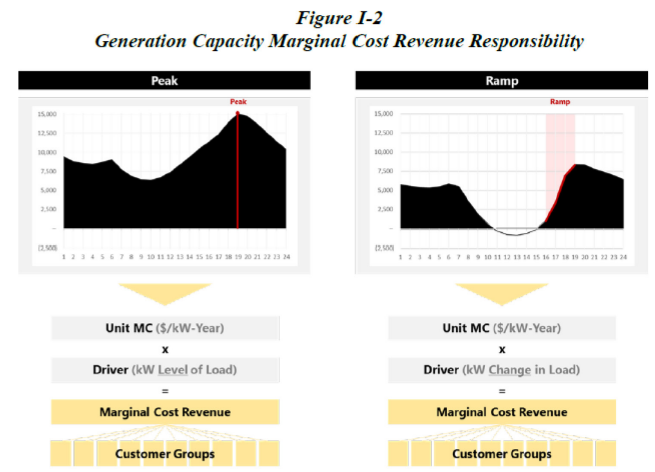 Figure I-2
Generation Capacity Marginal Cost Revenue Responsibility
Peak
Peak
15,000
12,500
10,000
7,500
5,000
2,500
-
(2,500)
1 2 3 4 5 6 7 8 9 10 11 12 13 14 15 16 17 18 19 20 21 22 23 24
Unit MC ($/kW-Year)
x
Driver (kW Level of Load)
=
Marginal Cost Revenue
Customer Groups
Ramp
Ramp
15,000
12,500
10,000
7,500
5,000
2,500
-
(2,500)
1 2 3 4 5 6 7 8 9 10 11 12 13 14 15 16 17 18 19 20 21 22 23 24
Unit MC ($/kW-Year)
x
Driver (kW Change in Load)
=
Marginal Cost Revenue
Customer Groups